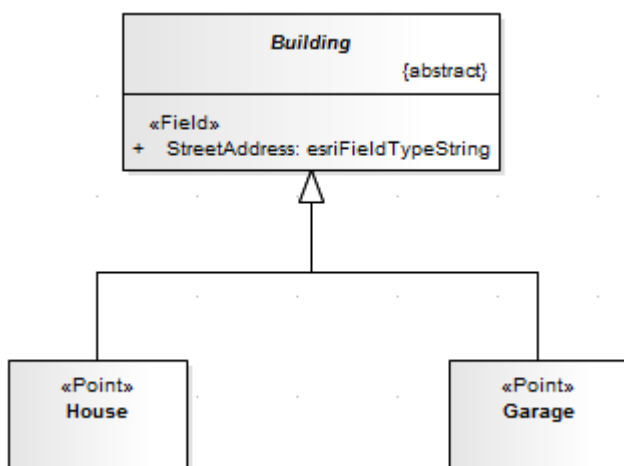 Building
{abstract}
«Field»
+ StreetAddress: esriFieldTypeString
«Point»
House
«Point»
Garage